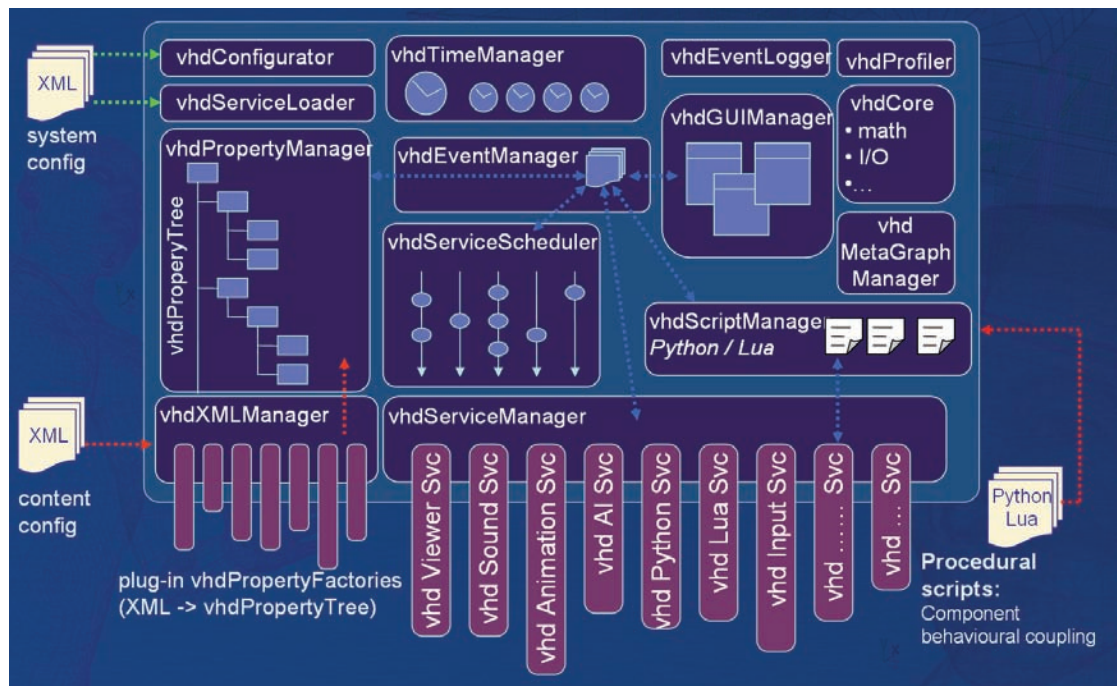 XML
system
config
vhdConfigurator
vhdServiceLoader
vhdTimeManager
vhdEventLogger
vhdProfiler
vhdCore
• math
• I/O
•...
vhdPropertyManager
vhdProperyTree
vhdEventManager
vhdGUIManager
vhdServiceScheduler
vhd
MetaGraph
Manager
vhdScriptManager
Python / Lua
XML
content
config
vhdXMLManager
vhdServiceManager
vhd Viewer Svc
vhd Sound Svc
vhd Animation Svc
vhd AI Svc
vhd Python Svc
vhd Lua Svc
vhd Input Svc
vhd ...... Svc
vhd ... Svc
plug-in vhdPropertyFactories
(XML -> vhdPropertyTree)
Python
Lua
Procedural
scripts:
Component
behavioural coupling